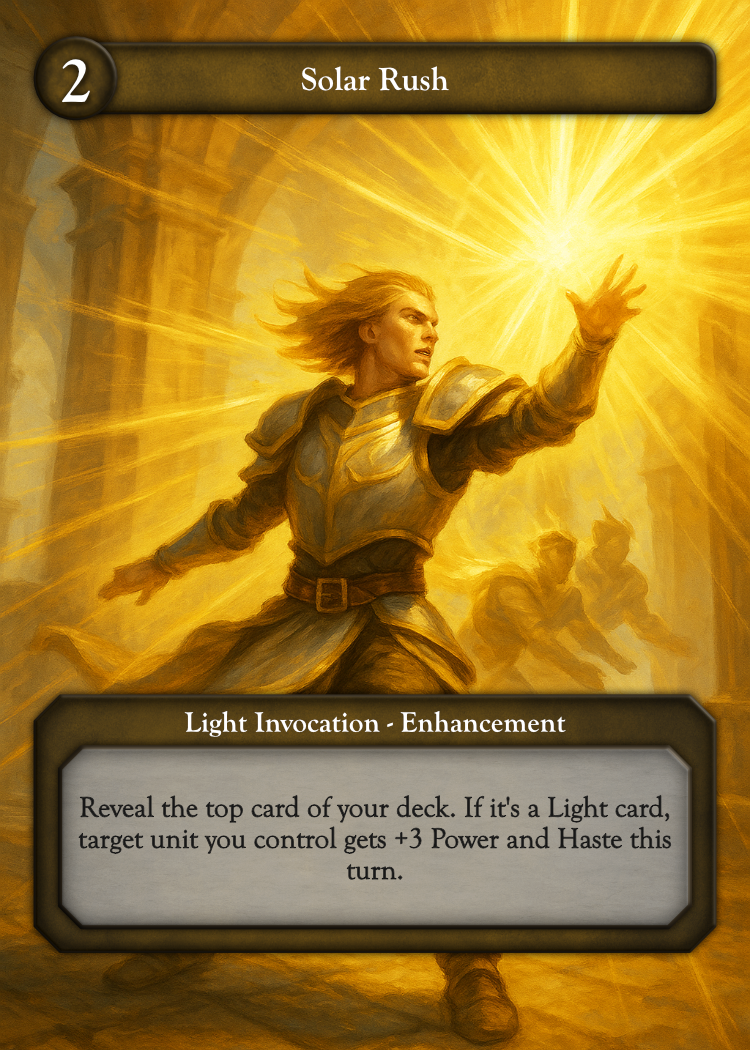 2
Solar Rush
Light Invocation - Enhancement
Reveal the top card of your deck. If it's a Light card,
target unit you control gets +3 Power and Haste this
turn.